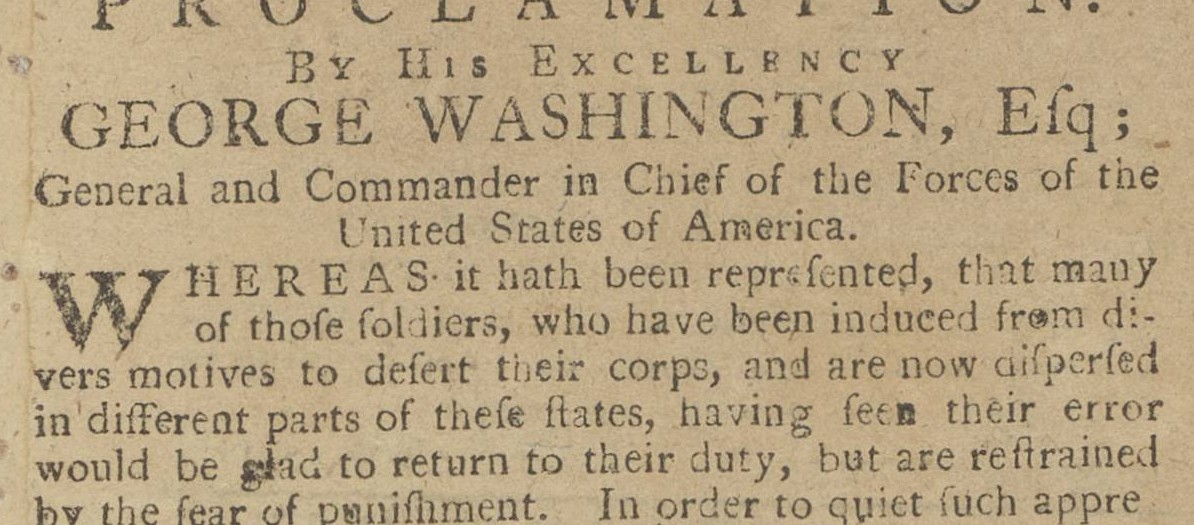 PROCLAMATION.
BY HIS EXCELLENCY
GEORGE WASHINGTON, Eſq;
General and Commander in Chief of the Forces of the
United States of America.
WHEREAS it hath been repreſented, that many
of thoſe ſoldiers, who have been induced from di-
vers motives to deſert their corps, and are now diſperſed
in different parts of theſe ſtates, having ſeen their error
would be glad to return to their duty, but are reſtrained
by the fear of puniſhment. In order to quiet ſuch appre